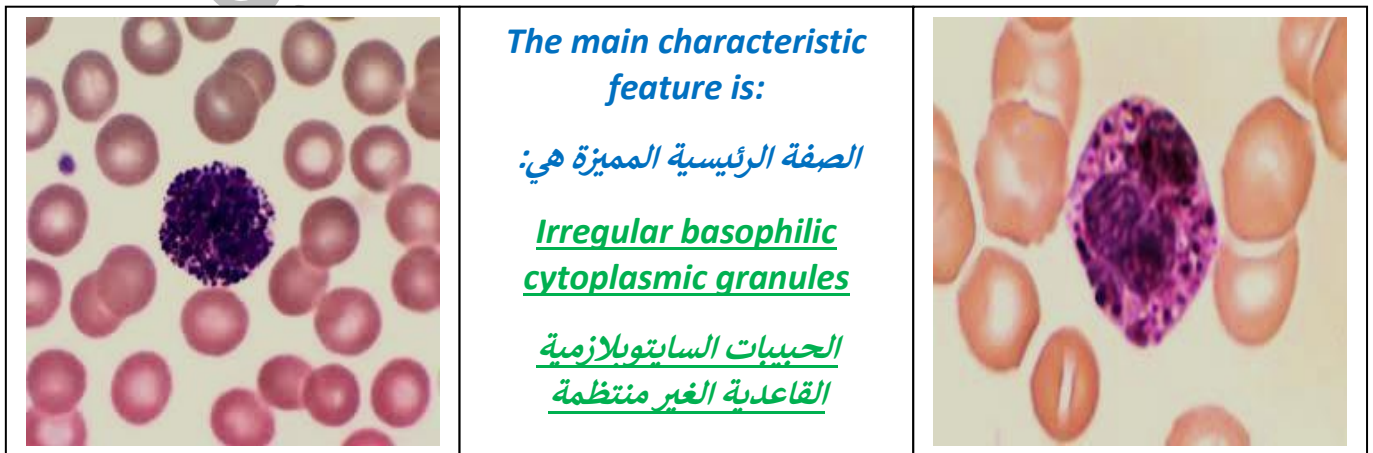 The main characteristic
feature is:
الصفة الرئيسية المميزة هي:
Irregular basophilic
cytoplasmic granules
الحبيبات السايتوبلازمية
القاعدية الغير منتظمة